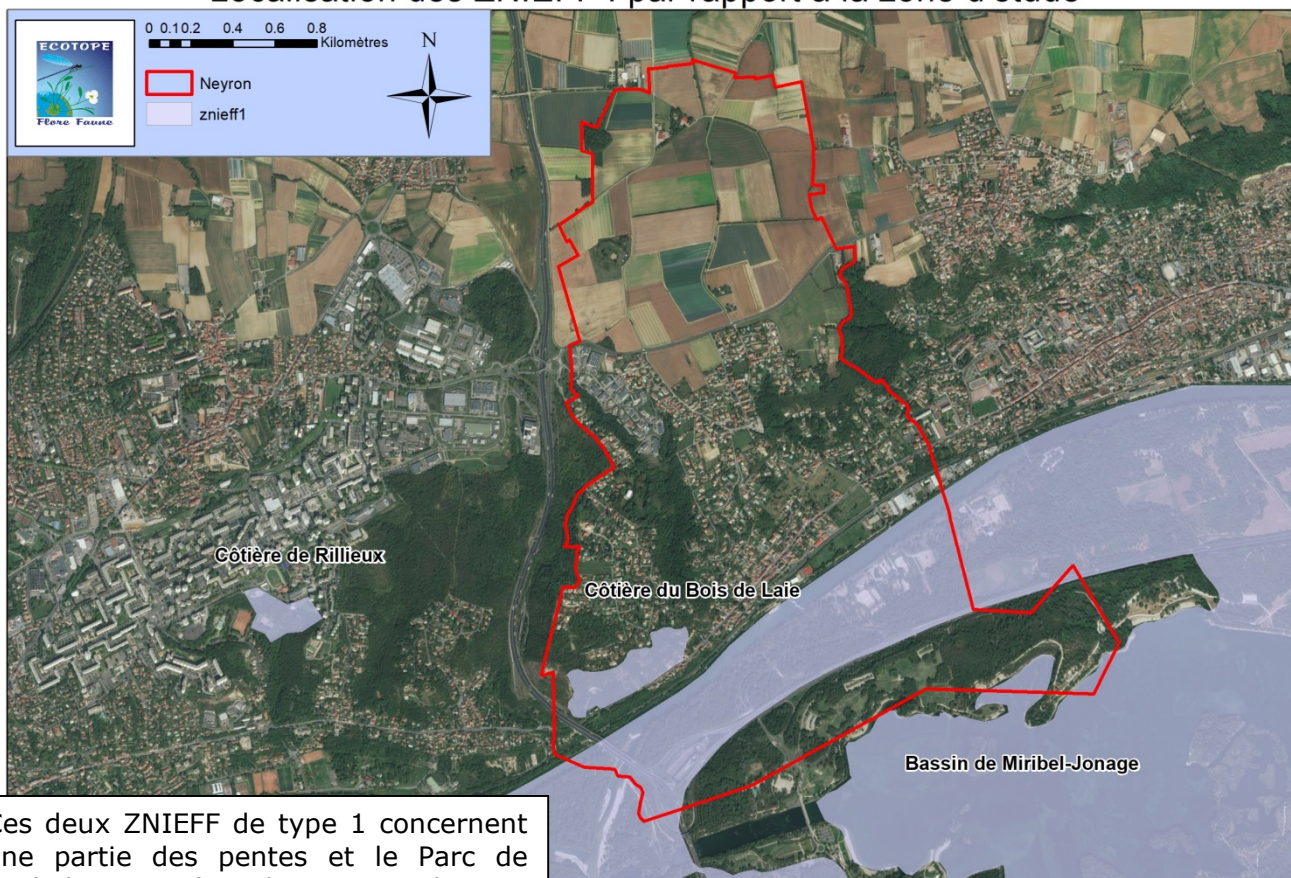 Localisation des ZNIEFF 1 par rapport à la zone d'étude
ECOTOPE
Flore Faune
0 0.10.2 0.4 0.6 0.8
Kilomètres
N
Neyron
znieff1
Côtière de Rillieux
Côtière du Bois de Laie
Bassin de Miribel-Jonage
Ces deux ZNIEFF de type 1 concernent
une partie des pentes et le Parc de